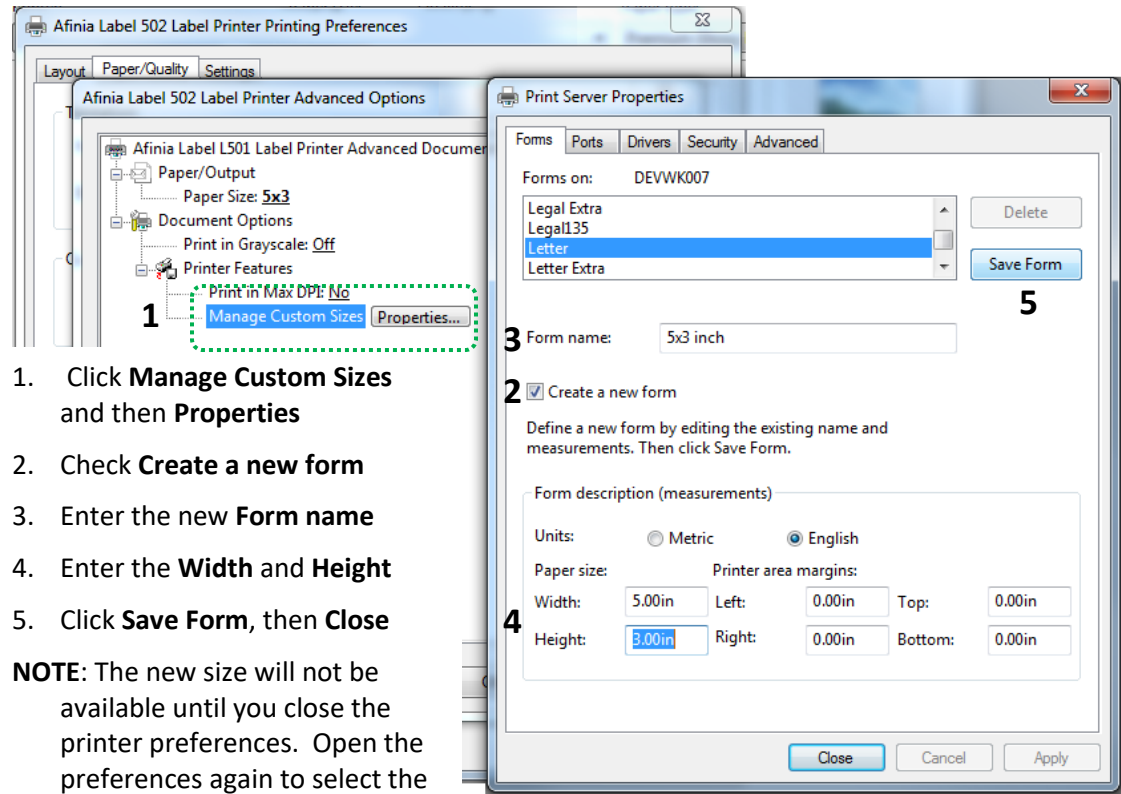 Afinia Label 502 Label Printer Printing Preferences
Layout Paper/Quality Settings
Afinia Label 502 Label Printer Advanced Options
Afinia Label L501 Label Printer Advanced Documen
Paper/Output
Paper Size: 5x3
Document Options
Print in Grayscale: Off
Printer Features
Print in Max DPI: No
1 Manage Custom Sizes Properties...
1. Click Manage Custom Sizes
and then Properties
2. Check Create a new form
3. Enter the new Form name
4. Enter the Width and Height
5. Click Save Form, then Close
NOTE: The new size will not be
available until you close the
printer preferences. Open the
preferences again to select the
Print Server Properties
Forms Ports Drivers Security Advanced
Forms on: DEVWK007
Legal Extra
Legal135
Letter
Letter Extra
Delete
Save Form
5
3 Form name: 5x3 inch
2 Create a new form
Define a new form by editing the existing name and
measurements. Then click Save Form.
Form description (measurements)
Units: Metric English
Paper size: Printer area margins:
Width: 5.00in Left: 0.00in Top: 0.00in
4
Height: 3.00in Right: 0.00in Bottom: 0.00in
Close Cancel Apply